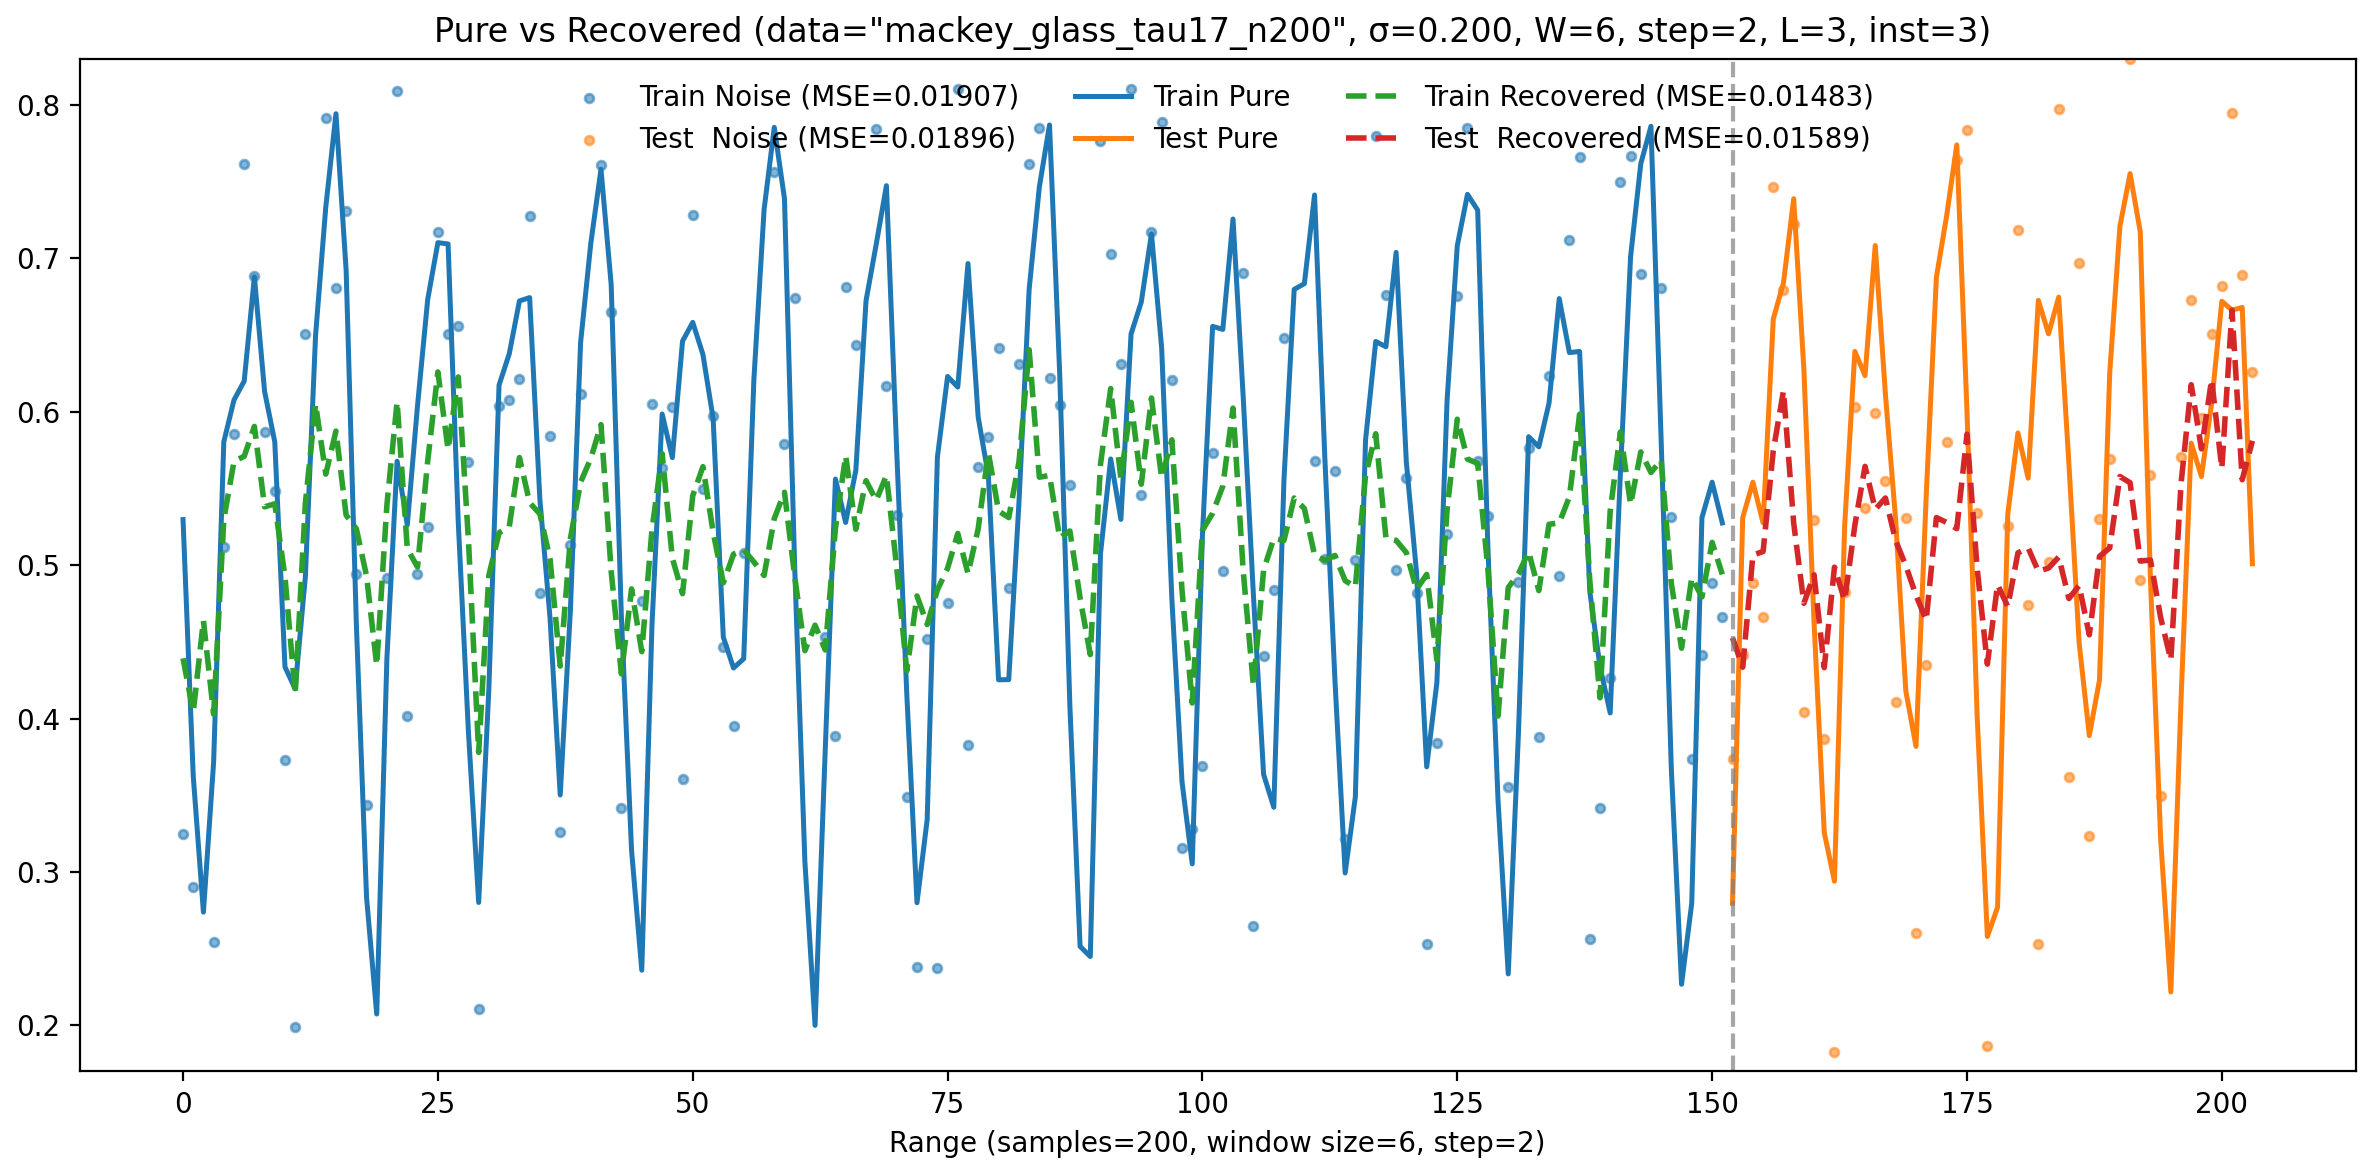 Pure vs Recovered (data="mackey_glass_tau17_n200", σ=0.200, W=6, step=2, L=3, inst=3)
Train Noise (MSE=0.01907)
Test  Noise (MSE=0.01896)
Train Pure
Test Pure
Train Recovered (MSE=0.01483)
Test  Recovered (MSE=0.01589)
0.8
0.7
0.6
0.5
0.4
0.3
0.2
0 25 50 75 100 125 150 175 200
Range (samples=200, window size=6, step=2)